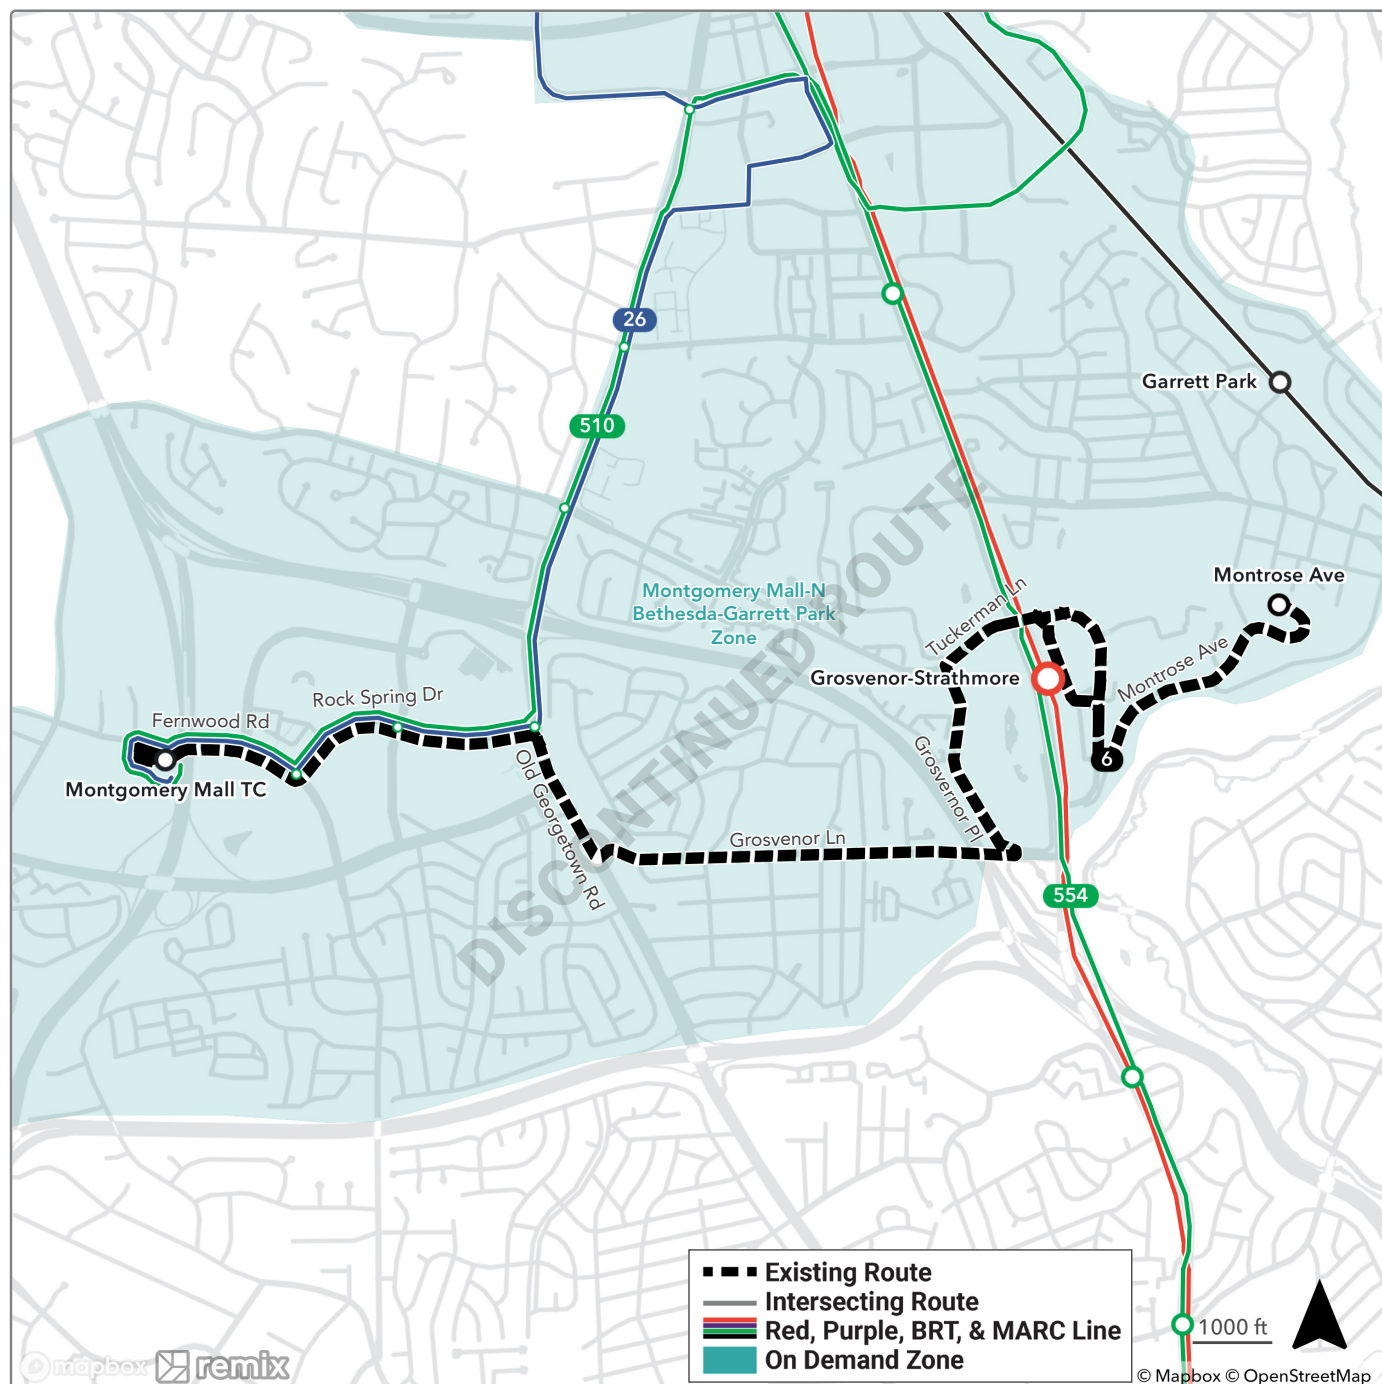 26
510
Garrett Park
Montrose Ave
Montgomery Mall-N
Bethesda-Garrett Park
Zone
DISCONTINUED ROUTE
Tuckerman Ln
Grosvenor-Strathmore
Montrose Ave
Rock Spring Dr
Fernwood Rd
Montgomery Mall TC
6
Old Georgetown Rd
Grosvernor Pl
Grosvenor Ln
554
Existing Route
Intersecting Route
Red, Purple, BRT, & MARC Line
On Demand Zone
1000 ft
mapbox remix
© Mapbox © OpenStreetMap